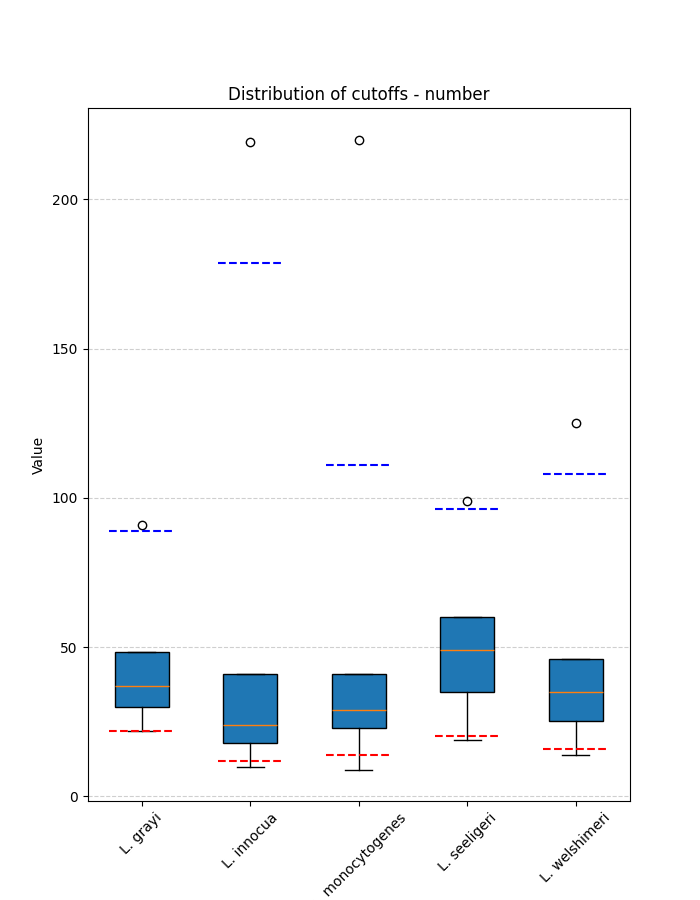 Distribution of cutoffs - number
Value
200
150
100
50
0
L. grayi
L. innocua
monocytogenes
L. seeligeri
L. welshimeri